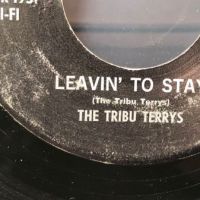 I-FI
LEAVIN' TO STAY
(The Tribu, Terrys)
THE TRIBU TERRYS